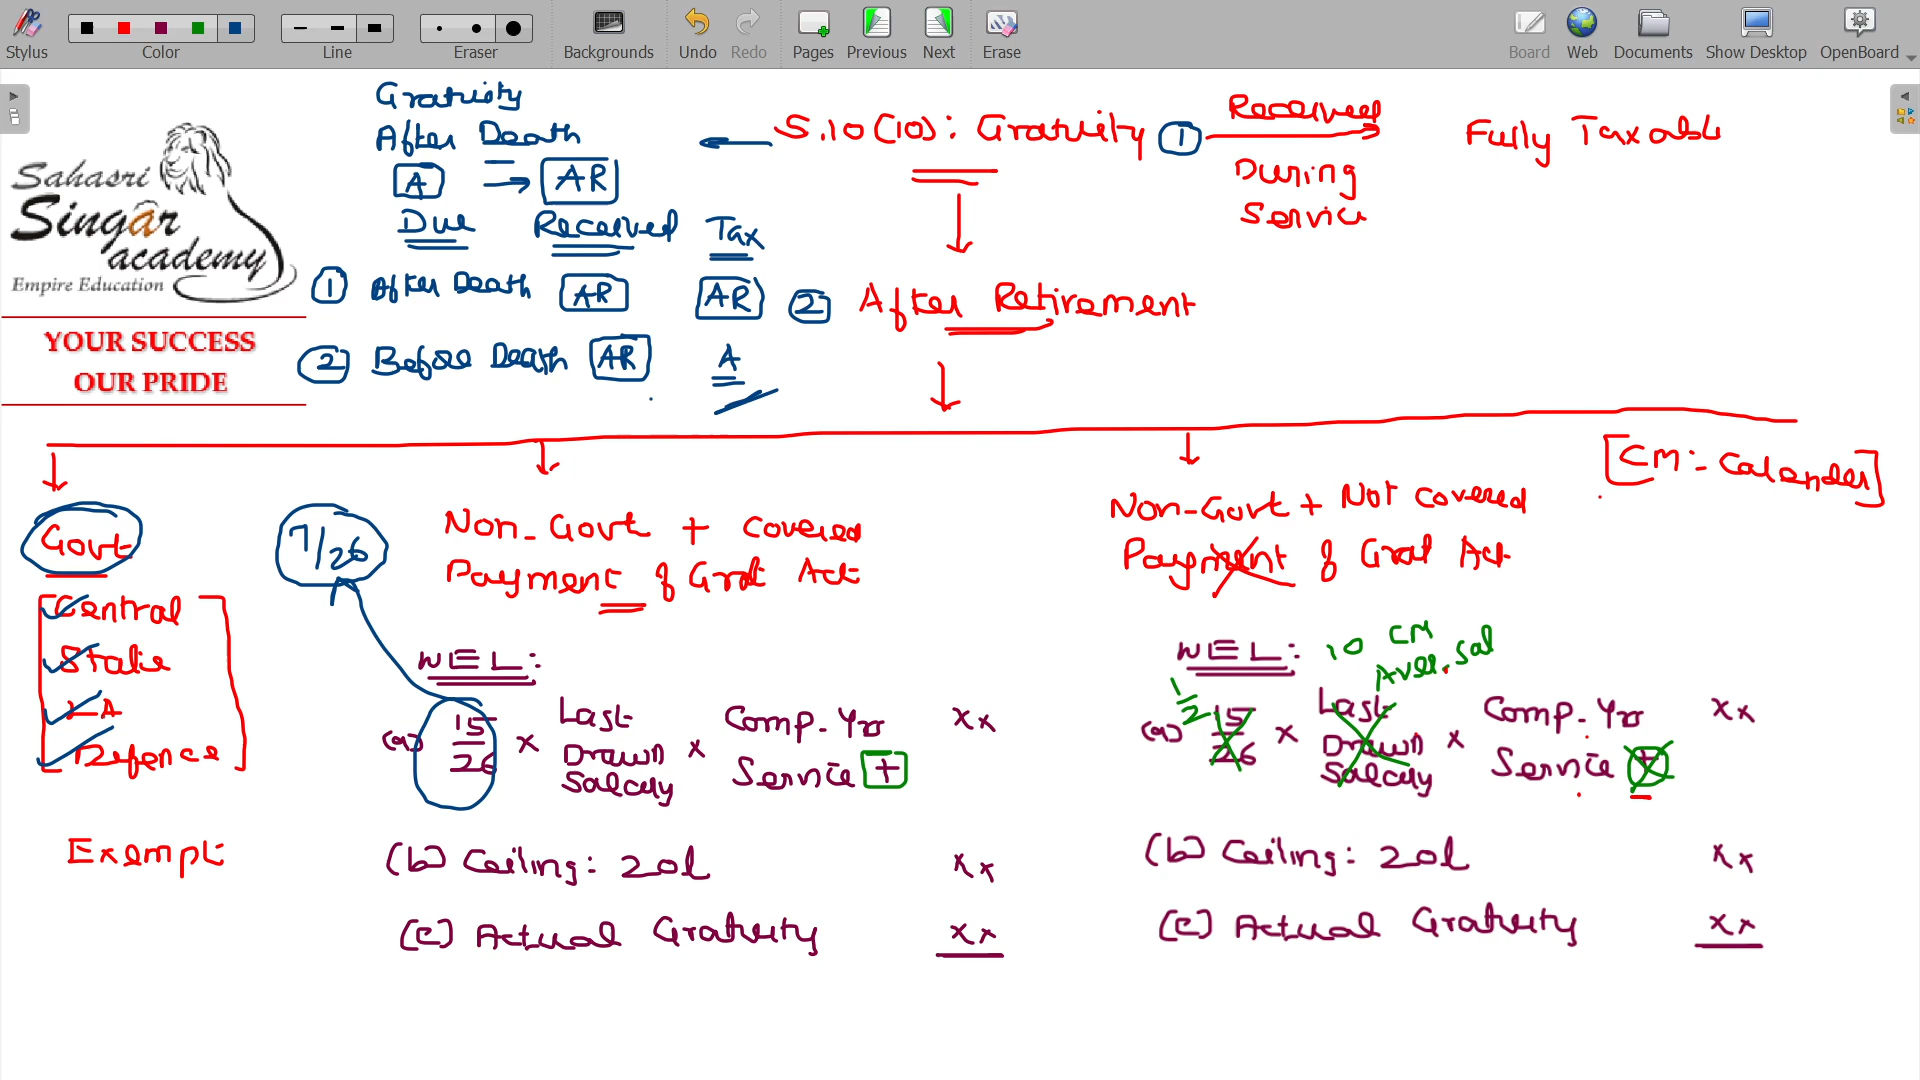 Stylus
Color
Line
Eraser
Backgrounds
Undo
Redo
Pages
Previous
Next
Erase
Board
Web
Documents
Show Desktop
OpenBoard
Sahasri
Singar
academy
Empire Education
YOUR SUCCESS
OUR PRIDE
Gratuity
After Death
A → AR
Due Received Tax
① After Death AR AR
② Before Death AR A
S.10(10): Gratuity ① Received
During
Service
Fully Taxable
② After Retirement
[CM:- Calender]
Govt
Central
State
LA
Defence
Exempt
7/26
Non-Govt + covered
Payment of Grat Act
WEL:
(a) 15/26 × Last Drawn Salary × Comp. Yr Service + xx
(b) Ceiling: 20l xx
(c) Actual Gratuity xx
Non-Govt + Not covered
Payment of Grat Act
WEL: 10 CM
Aver. Sal
1/2
(a) 15/26 × Last Drawn Salary × Comp. Yr Service + xx
(b) Ceiling: 20l xx
(c) Actual Gratuity xx